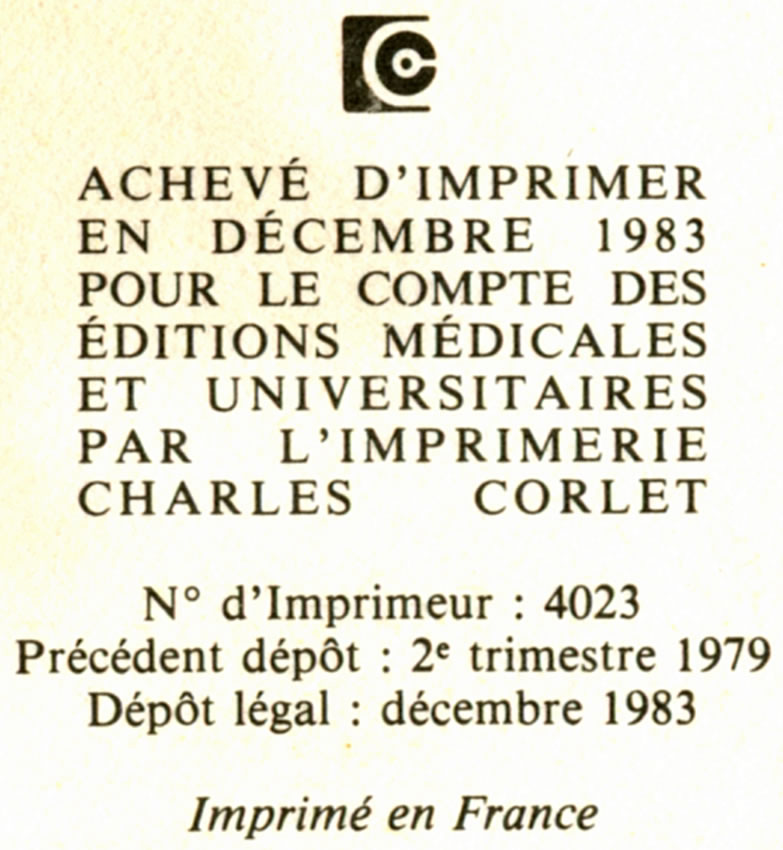 ACHEVÉ D'IMPRIMER
EN DÉCEMBRE 1983
POUR LE COMPTE DES
ÉDITIONS MÉDICALES
ET UNIVERSITAIRES
PAR L'IMPRIMERIE
CHARLES CORLET
N° d'Imprimeur : 4023
Précédent dépôt : 2e trimestre 1979
Dépôt légal : décembre 1983
Imprimé en France